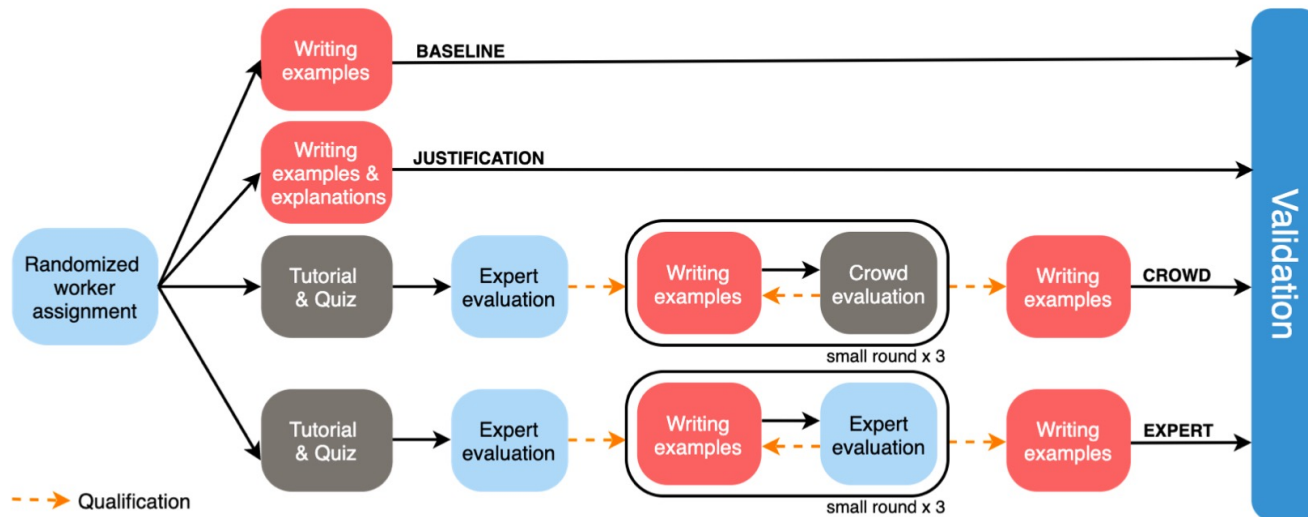 Writing
examples
BASELINE
Writing
examples &
explanations
JUSTIFICATION
Randomized
worker
assignment
Tutorial
& Quiz
Expert
evaluation
Writing
examples
Crowd
evaluation
small round x 3
Writing
examples
CROWD
Tutorial
& Quiz
Expert
evaluation
Writing
examples
Expert
evaluation
small round x 3
Writing
examples
EXPERT
Validation
Qualification